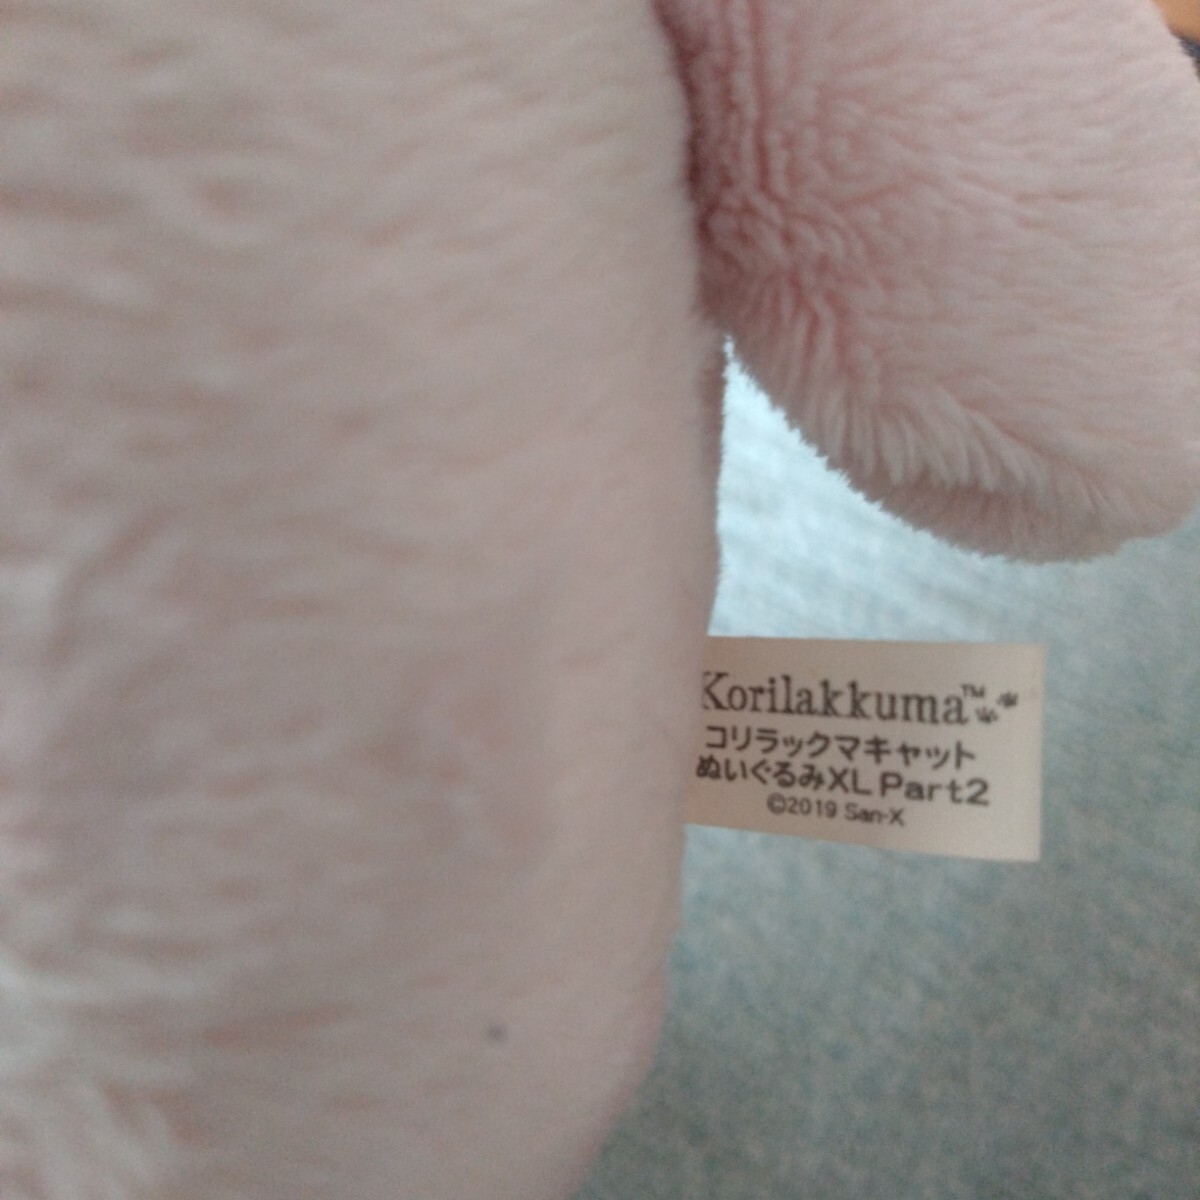 Korilakkuma™
コリラックマキャット
ぬいぐるみXL Part2
©2019 San-X